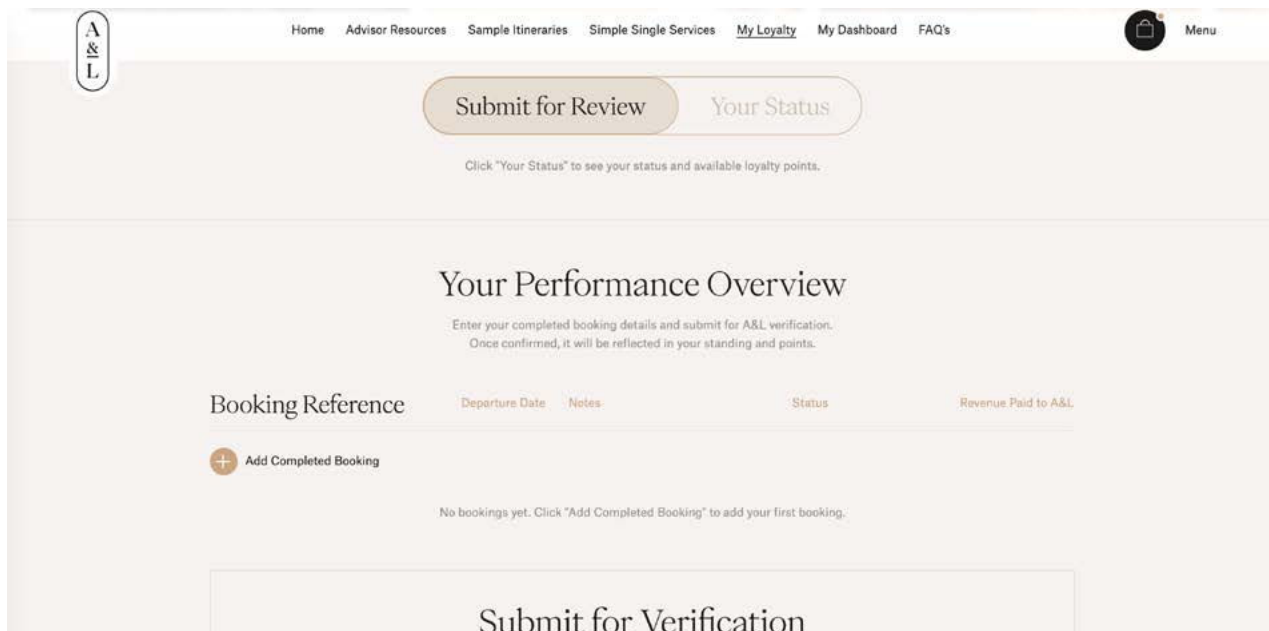 A
&
L
Home Advisor Resources Sample Itineraries Simple Single Services My Loyalty My Dashboard FAQ's Menu
Submit for Review Your Status
Click "Your Status" to see your status and available loyalty points.
Your Performance Overview
Enter your completed booking details and submit for A&L verification.
Once confirmed, it will be reflected in your standing and points.
Booking Reference Departure Date Notes Status Revenue Paid to A&L
Add Completed Booking
No bookings yet. Click "Add Completed Booking" to add your first booking.
Submit for Verification